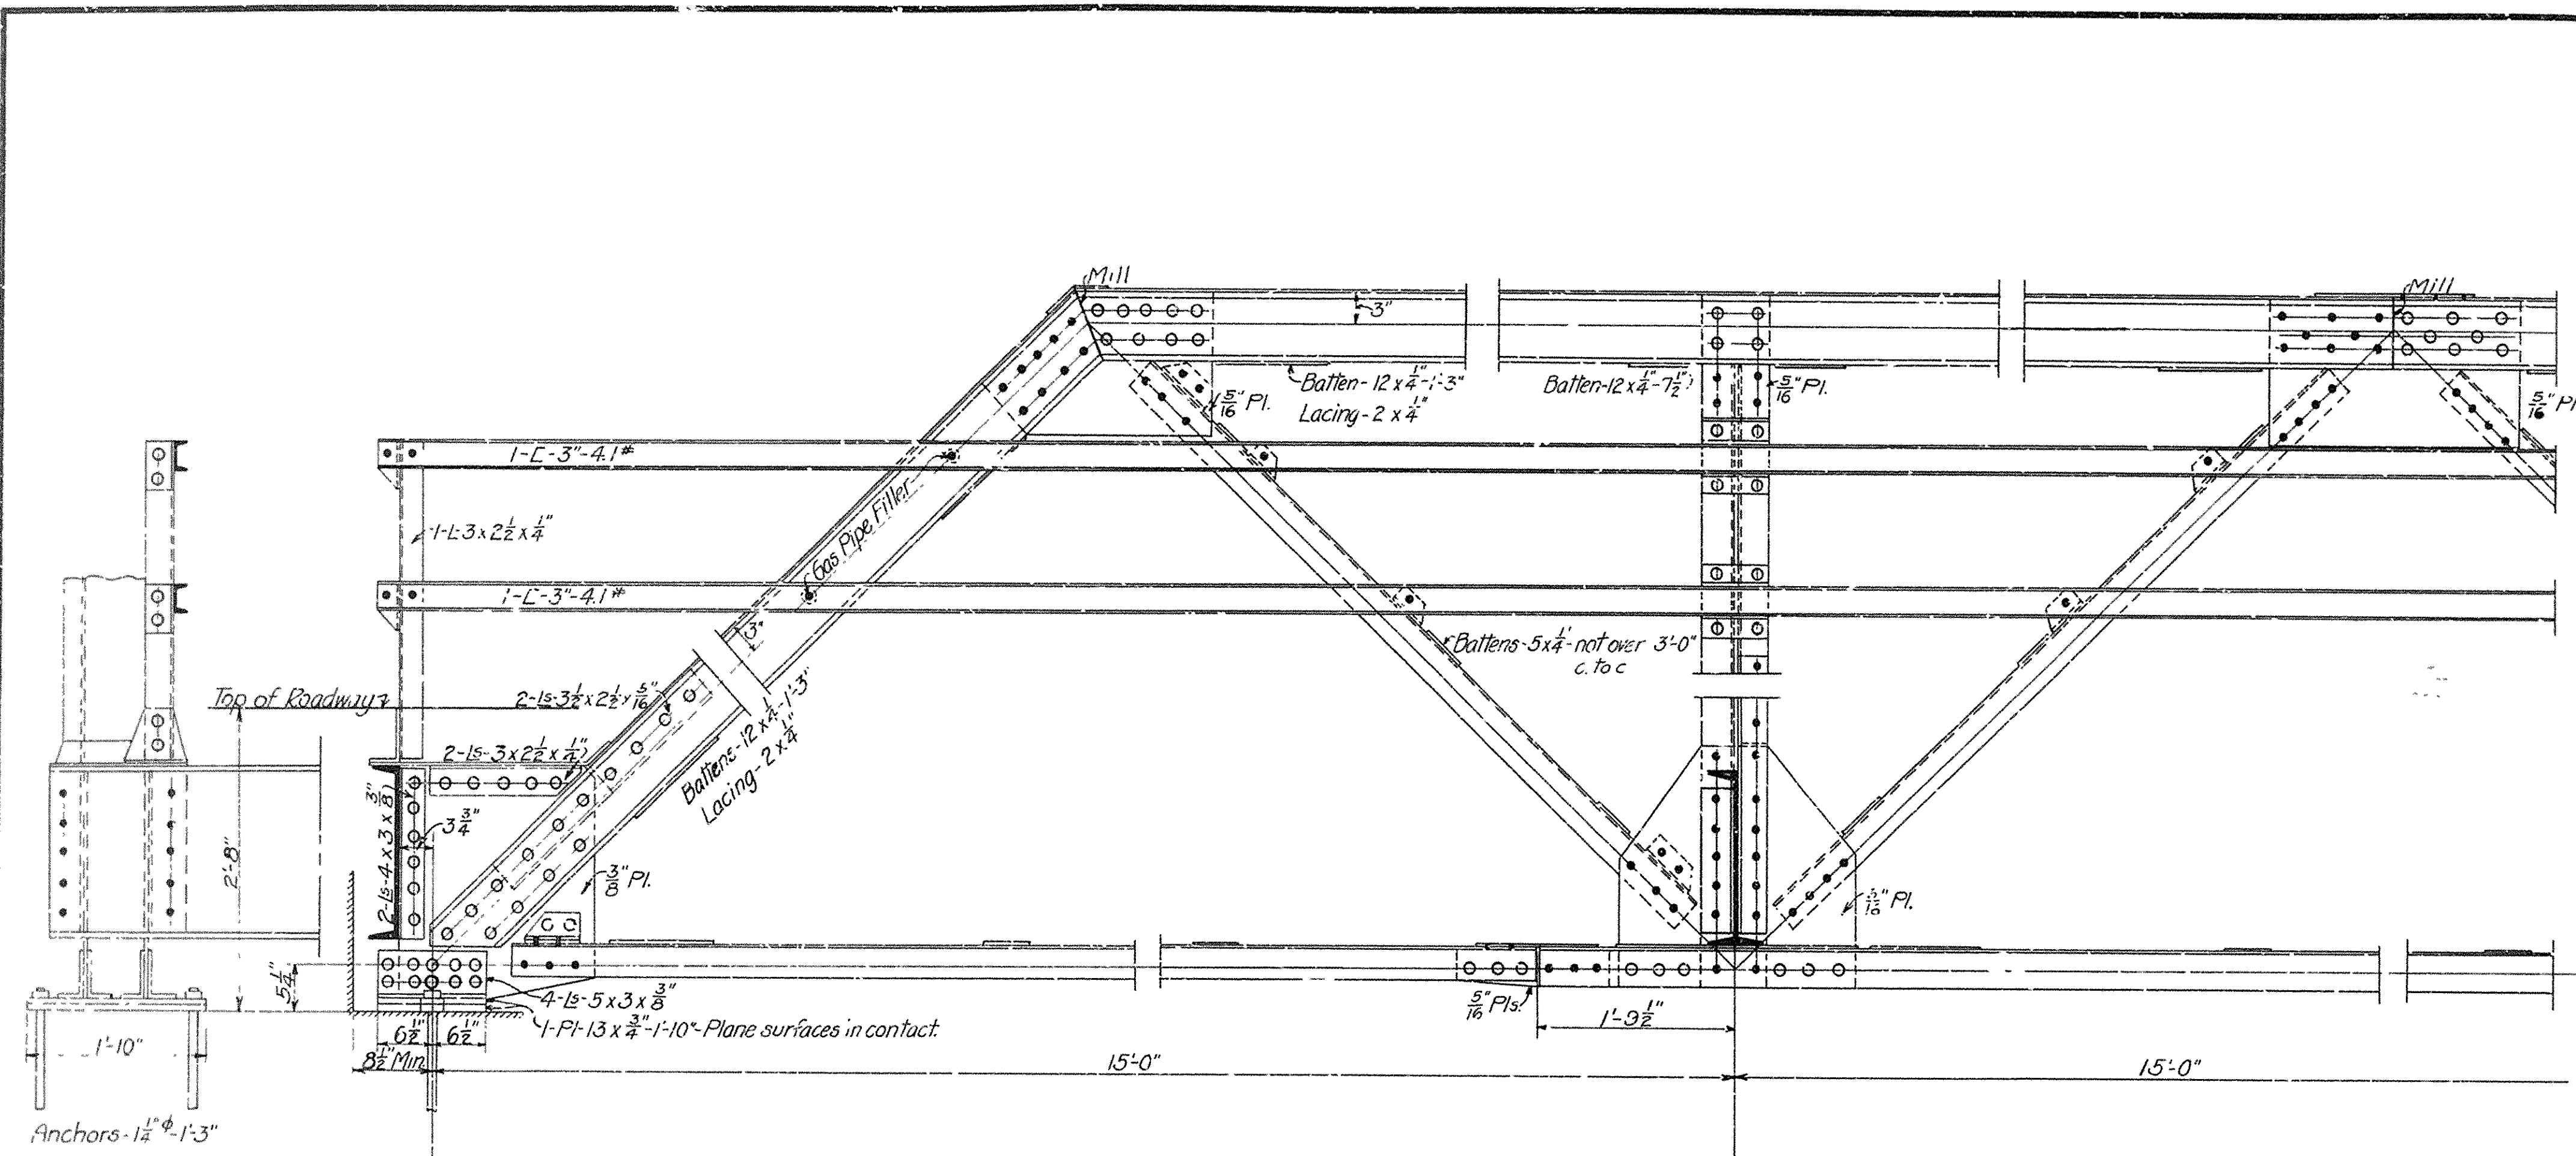 Mill
Mill
3"
Batten-12 x 1/4"-1'-3"
Lacing-2 x 1/4"
Batten-12 x 1/4"-7 1/2"
5/16" Pl.
5/16" Pl.
5/16" Pl
1-[-3"-4.1#
Gas Pipe Filler
1-L-3 x 2 1/2 x 1/4"
1-[-3"-4.1#
3"
Battens-5 x 1/4"-not over 3'-0"
c. to c
Top of Roadway
2-Ls-3 1/2 x 2 1/2 x 5/16"
2-Ls-3 x 2 1/2 x 1/4"
Battens-12 x 1/4-1'-3"
Lacing-2 x 1/4"
2-Ls-4 x 3 x 3/8"
3 3/4"
2'-8"
3/8" Pl.
5/16" Pl.
5 1/4"
4-Ls-5 x 3 x 3/8"
1-Pl-13 x 3/4"-1'-10"-Plane surfaces in contact.
5/16" Pls.
1'-9 1/2"
6 1/2" 6 1/2"
8 1/2" Min.
1'-10"
15'-0"
15'-0"
Anchors-1 1/4"φ-1'-3"